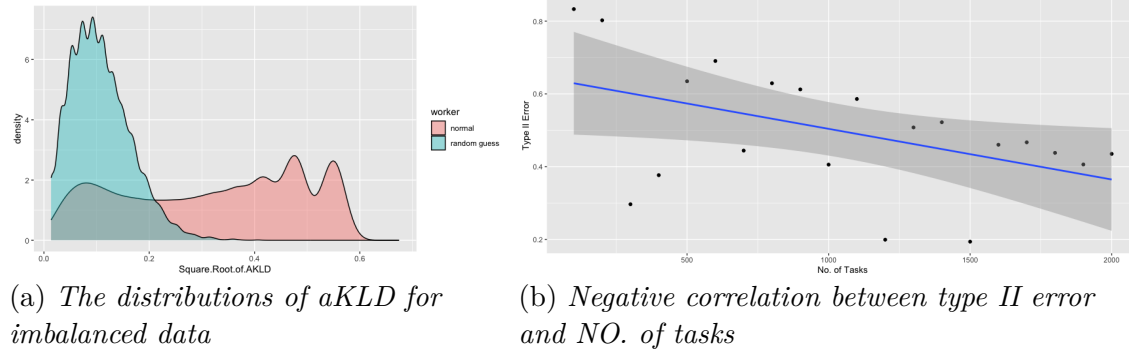 6
4
2
0
density
0.0
0.2
0.4
0.6
Square.Root.of.AKLD
worker
normal
random guess
0.8
0.6
0.4
0.2
Type II Error
500
1000
1500
2000
No. of Tasks
(a) The distributions of aKLD for
imbalanced data
(b) Negative correlation between type II error
and NO. of tasks